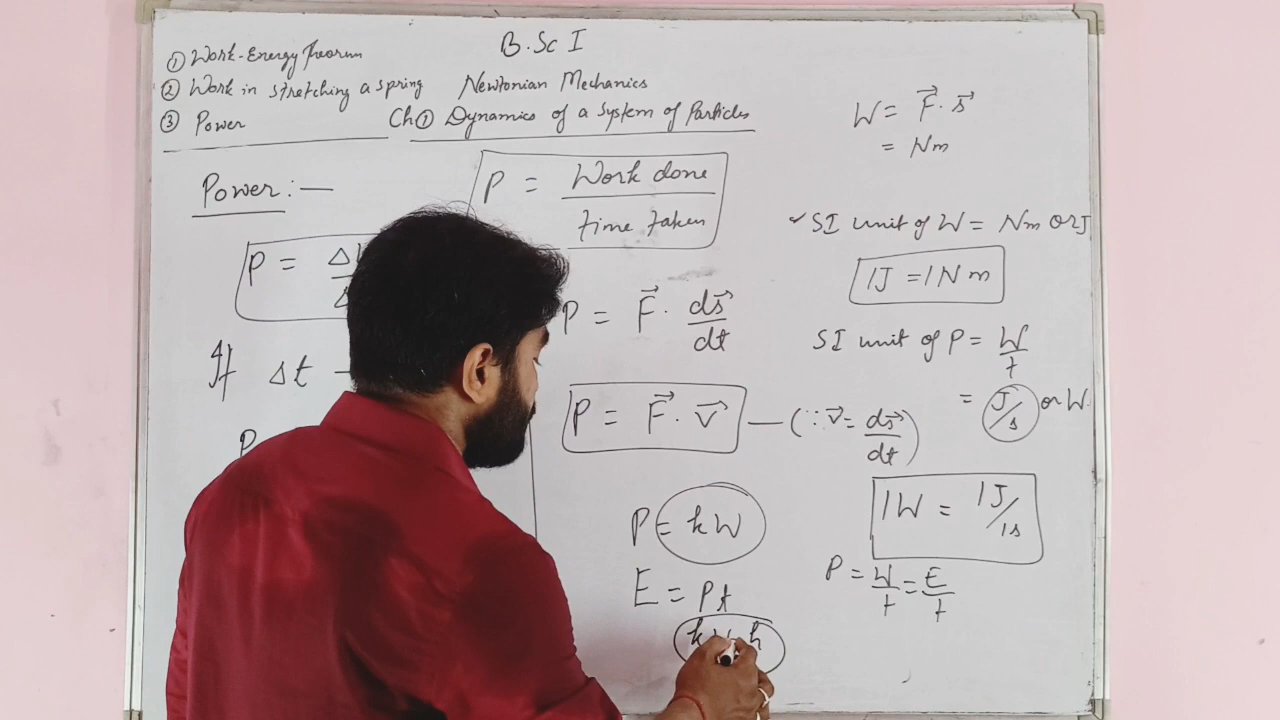 B.Sc I
① Work-Energy Theorem
② Work in stretching a spring
③ Power
Newtonian Mechanics
Ch① Dynamics of a System of Particles
Power :—
P = Work done / time taken
P = Δ
If Δt
P
P = F⃗ · ds⃗/dt
P = F⃗ · v⃗ — (∵ v⃗ = ds⃗/dt)
P = kW
E = Pt
k h
W = F⃗ · s⃗
= Nm
✓ SI unit of W = Nm or J
1J = 1Nm
SI unit of P = W/t
= J/s or W.
1W = 1J/1s
P = W/t = E/t